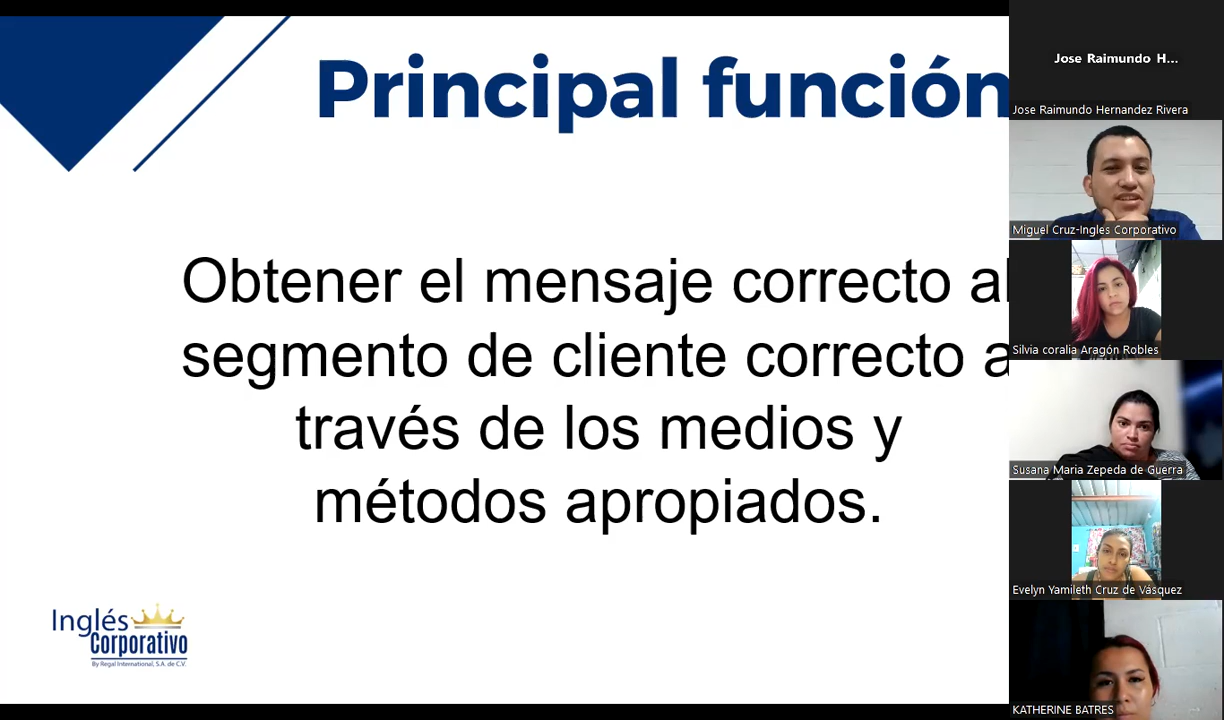 Principal función
Obtener el mensaje correcto al
segmento de cliente correcto a
través de los medios y
métodos apropiados.
Inglés
Corporativo
By Regal International, S.A. de C.V.
Jose Raimundo H...
Jose Raimundo Hernandez Rivera
Miguel Cruz-Ingles Corporativo
Silvia coralia Aragón Robles
Susana Maria Zepeda de Guerra
Evelyn Yamileth Cruz de Vásquez
KATHERINE BATRES